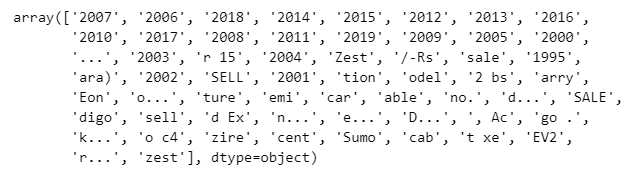 array(['2007', '2006', '2018', '2014', '2015', '2012', '2013', '2016',
'2010', '2017', '2008', '2011', '2019', '2009', '2005', '2000',
'...', '2003', 'r 15', '2004', 'Zest', '/-Rs', 'sale', '1995',
'ara)', '2002', 'SELL', '2001', 'tion', 'odel', '2 bs', 'arry',
'Eon', 'o...', 'ture', 'emi', 'car', 'able', 'no.', 'd...', 'SALE',
'digo', 'sell', 'd Ex', 'n...', 'e...', 'D...', ', Ac', 'go .',
'k...', 'o c4', 'zire', 'cent', 'Sumo', 'cab', 't xe', 'EV2',
'r...', 'zest'], dtype=object)